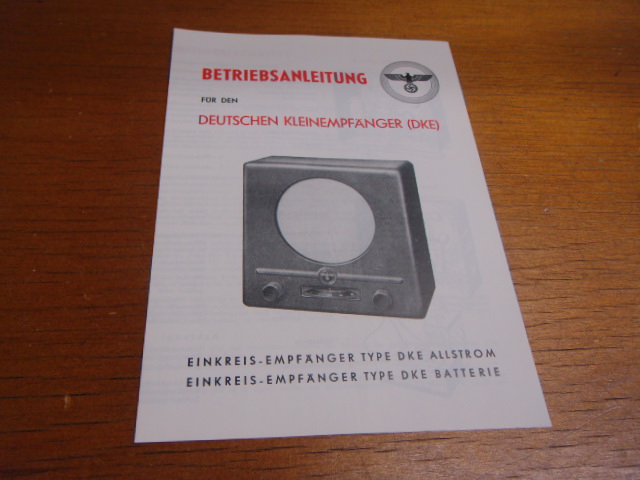 BETRIEBSANLEITUNG
FÜR DEN
DEUTSCHEN KLEINEMPFÄNGER (DKE)
EINKREIS-EMPFÄNGER TYPE DKE ALLSTROM
EINKREIS-EMPFÄNGER TYPE DKE BATTERIE